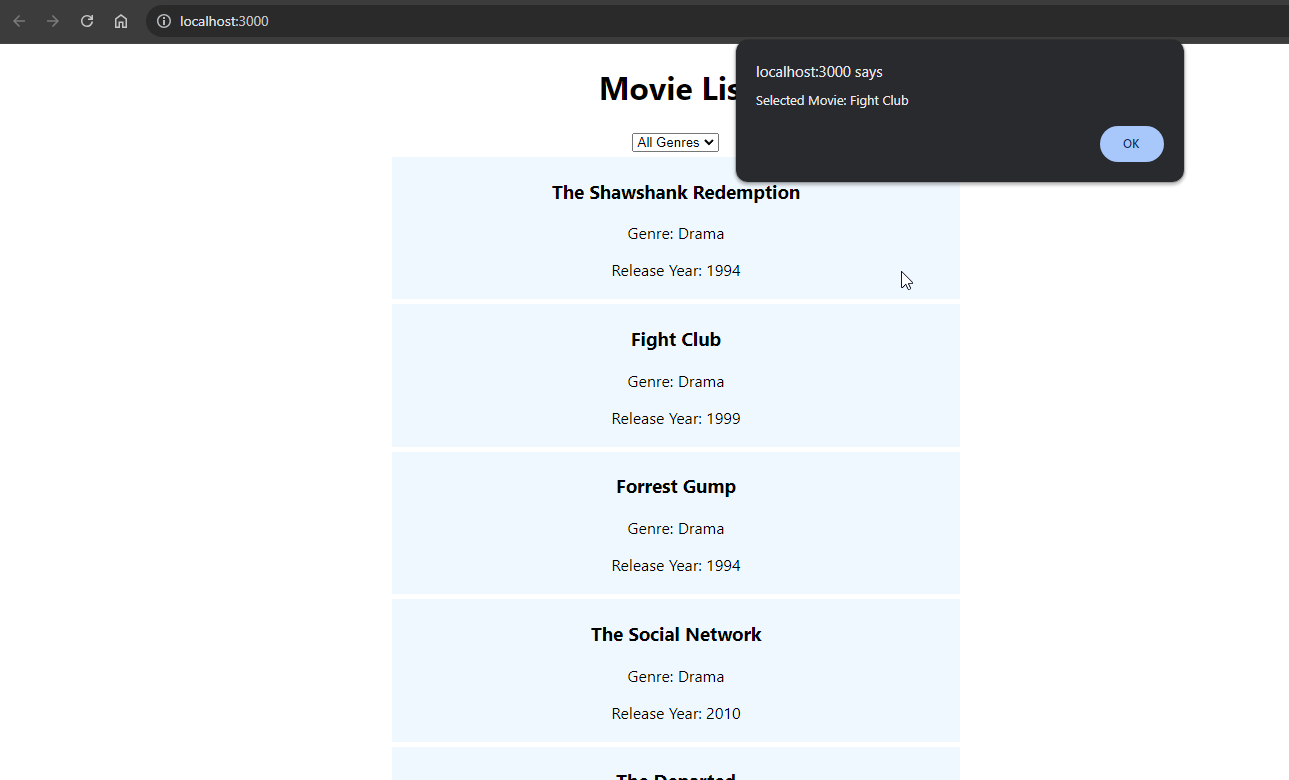 localhost:3000
localhost:3000 says
Selected Movie: Fight Club
OK
Movie Lis
All Genres
The Shawshank Redemption
Genre: Drama
Release Year: 1994
Fight Club
Genre: Drama
Release Year: 1999
Forrest Gump
Genre: Drama
Release Year: 1994
The Social Network
Genre: Drama
Release Year: 2010
The Departed